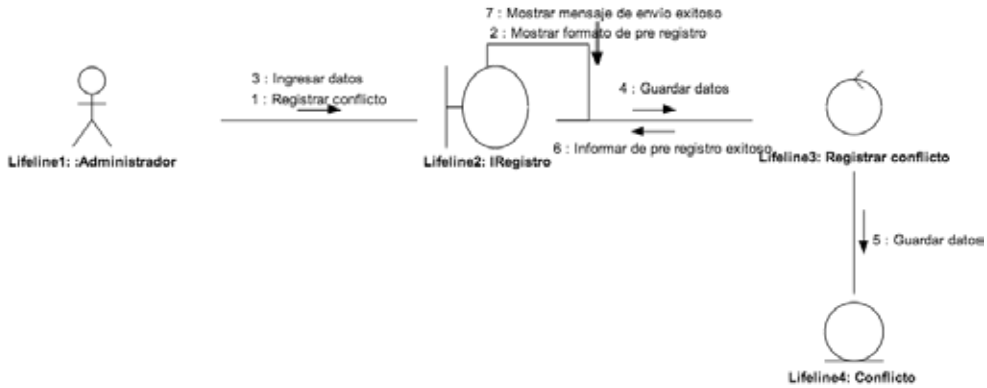 7 : Mostrar mensaje de envío exitoso
2 : Mostrar formato de pre registro
3 : Ingresar datos
1 : Registrar conflicto
4 : Guardar datos
6 : Informar de pre registro exitoso
Lifeline1: :Administrador
Lifeline2: IRegistro
Lifeline3: Registrar conflicto
5 : Guardar datos
Lifeline4: Conflicto